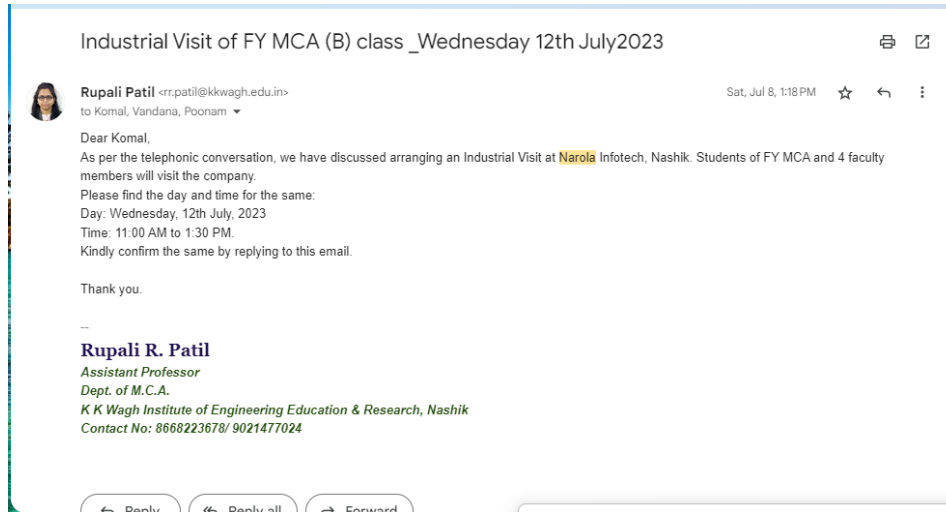 Industrial Visit of FY MCA (B) class _Wednesday 12th July2023
Rupali Patil <rr.patil@kkwagh.edu.in>
Sat, Jul 8, 1:18 PM
to Komal, Vandana, Poonam
Dear Komal,
As per the telephonic conversation, we have discussed arranging an Industrial Visit at Narola Infotech, Nashik. Students of FY MCA and 4 faculty
members will visit the company.
Please find the day and time for the same:
Day: Wednesday, 12th July, 2023
Time: 11:00 AM to 1:30 PM.
Kindly confirm the same by replying to this email.
Thank you.
--
Rupali R. Patil
Assistant Professor
Dept. of M.C.A.
K K Wagh Institute of Engineering Education & Research, Nashik
Contact No: 8668223678/ 9021477024
Reply
Reply all
Forward